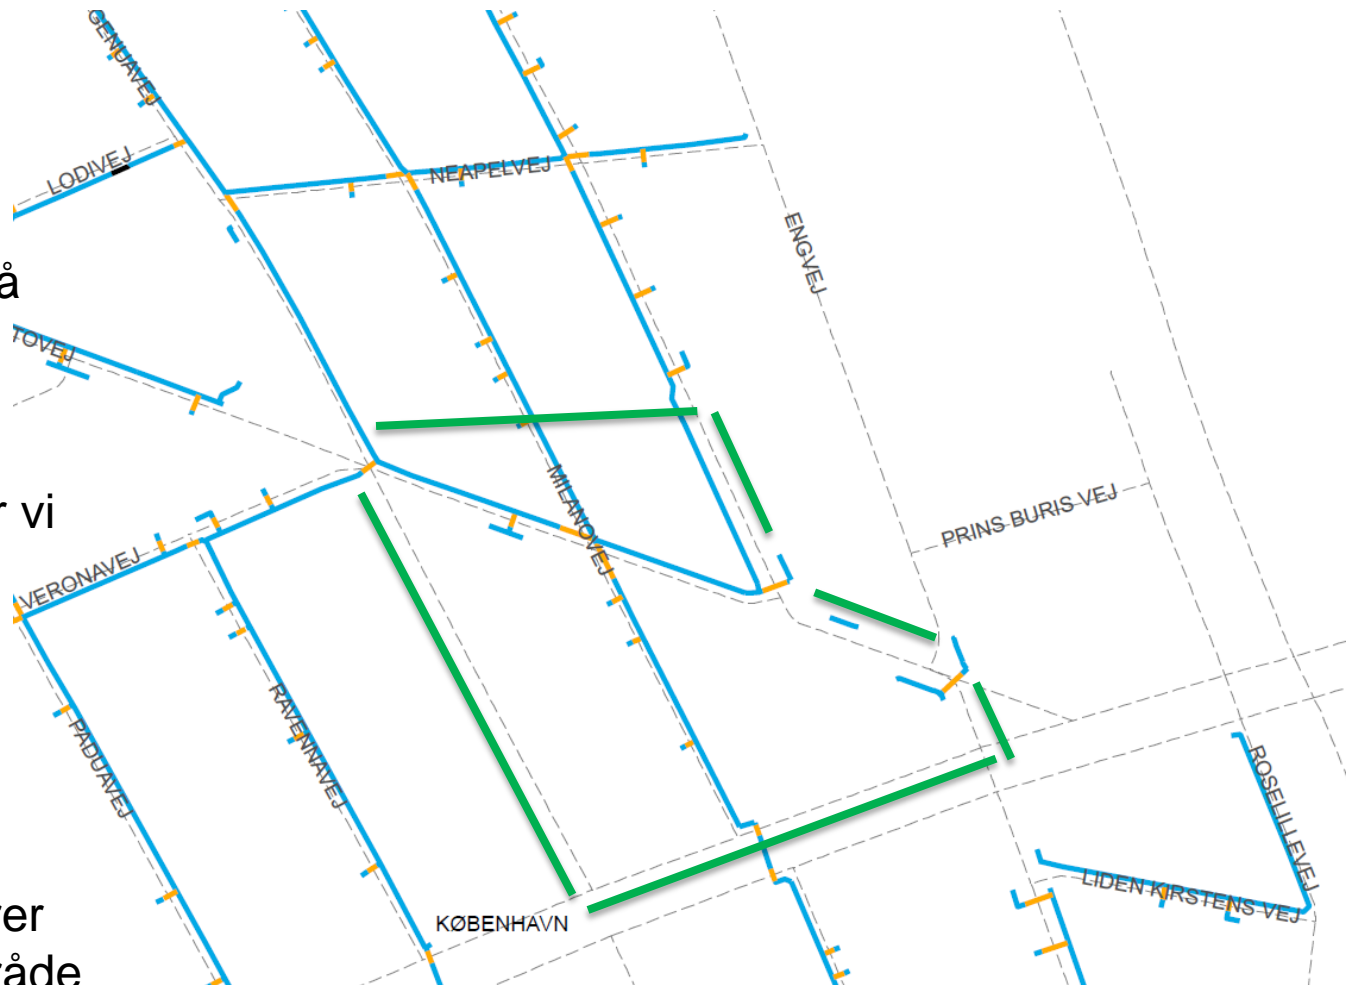 GENUAVEJ
LODIVEJ
NEAPELVEJ
ENGVEJ
å
TOVEJ
r vi
MILANOVEJ
PRINS BURIS VEJ
VERONAVEJ
RAVENNAVEJ
PADUAVEJ
ROSELILLEVEJ
LIDEN KIRSTENS VEJ
KØBENHAVN
er
råde